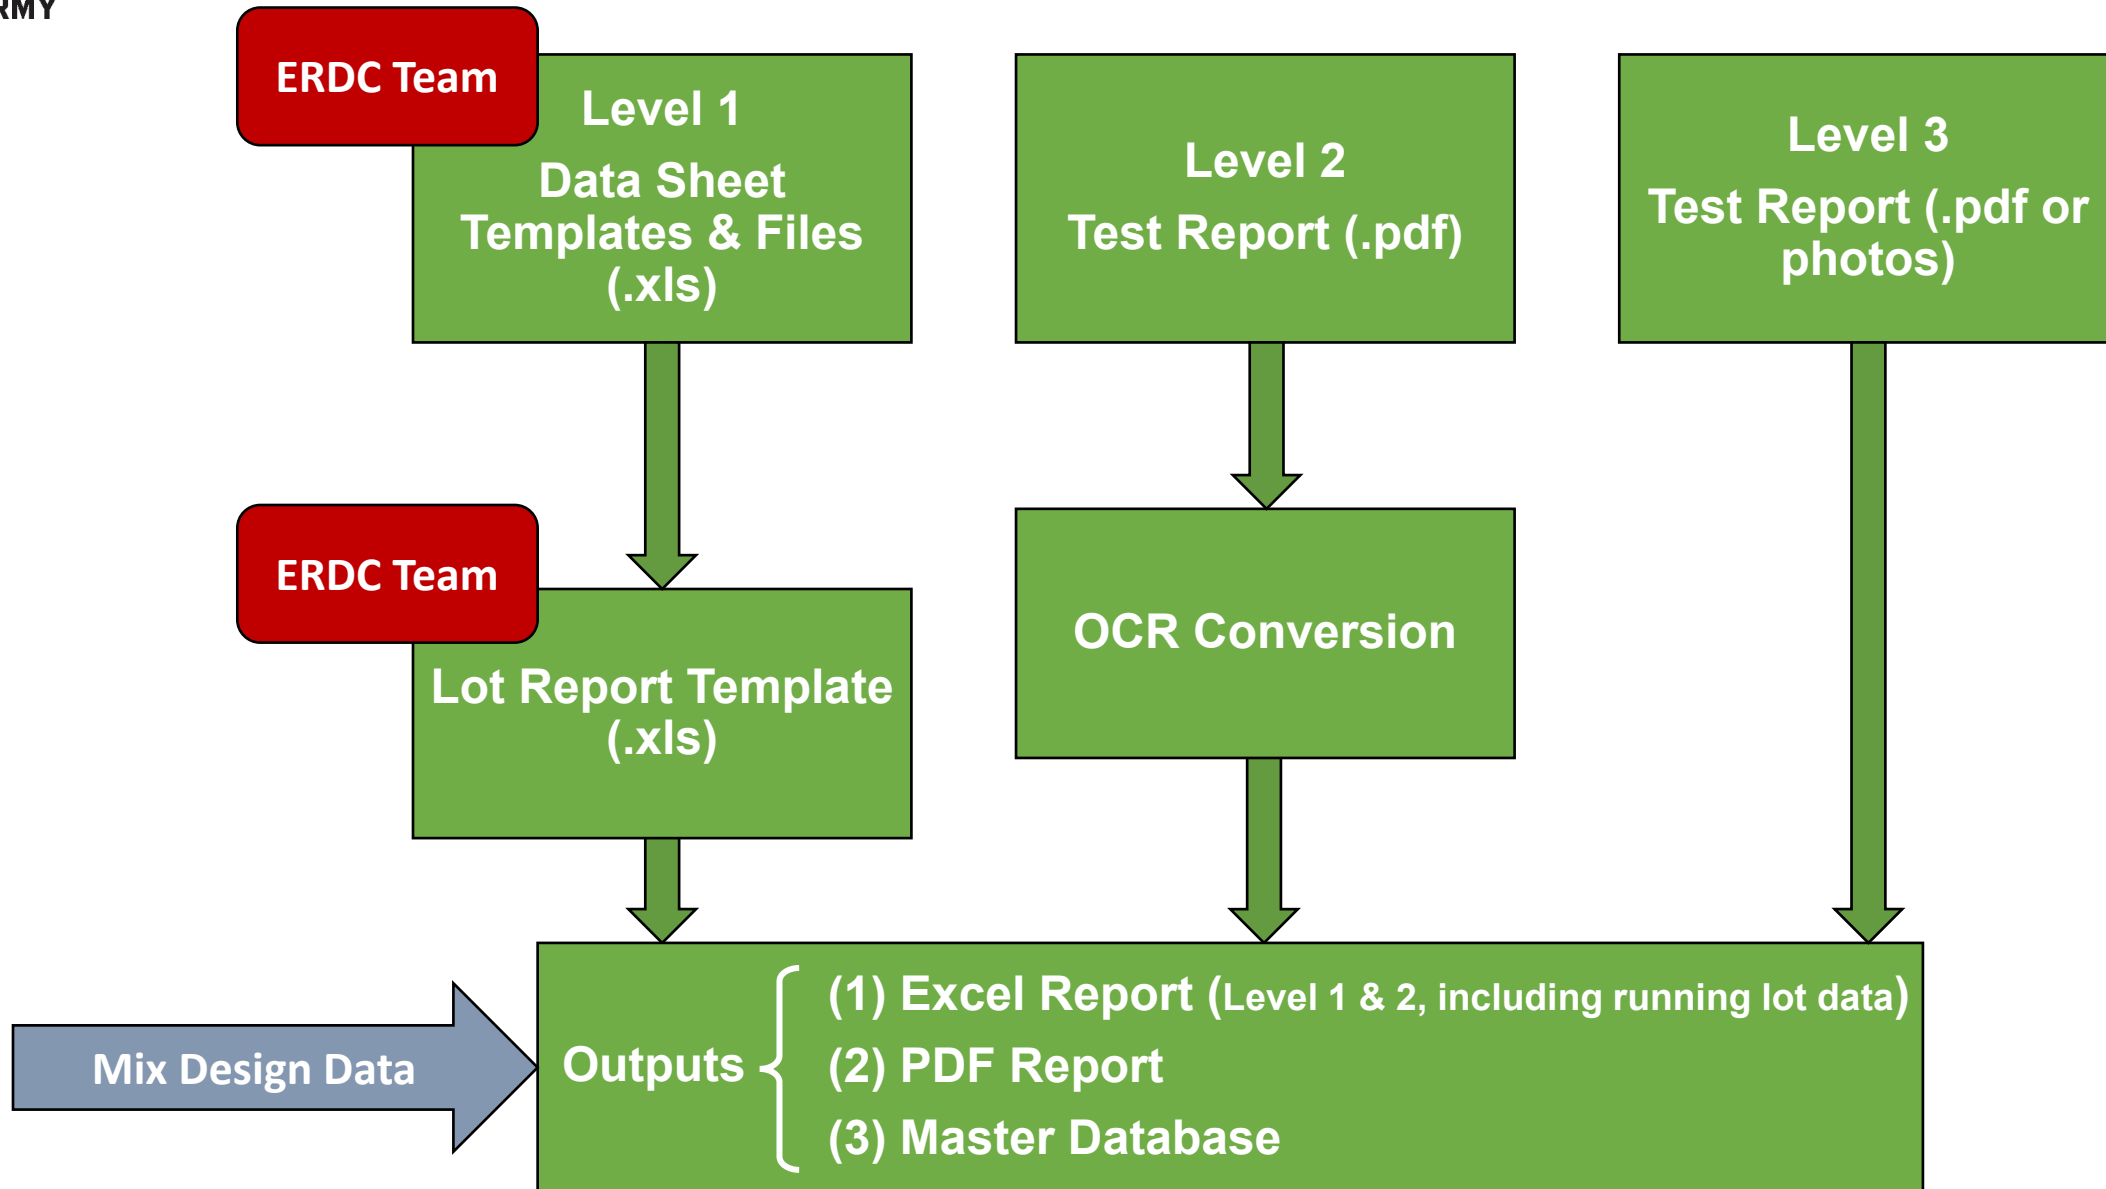 ERDC Team
Level 1
Data Sheet
Templates & Files
(.xls)
Level 2
Test Report (.pdf)
Level 3
Test Report (.pdf or
photos)
ERDC Team
Lot Report Template
(.xls)
OCR Conversion
Mix Design Data
Outputs
(1) Excel Report (Level 1 & 2, including running lot data)
(2) PDF Report
(3) Master Database